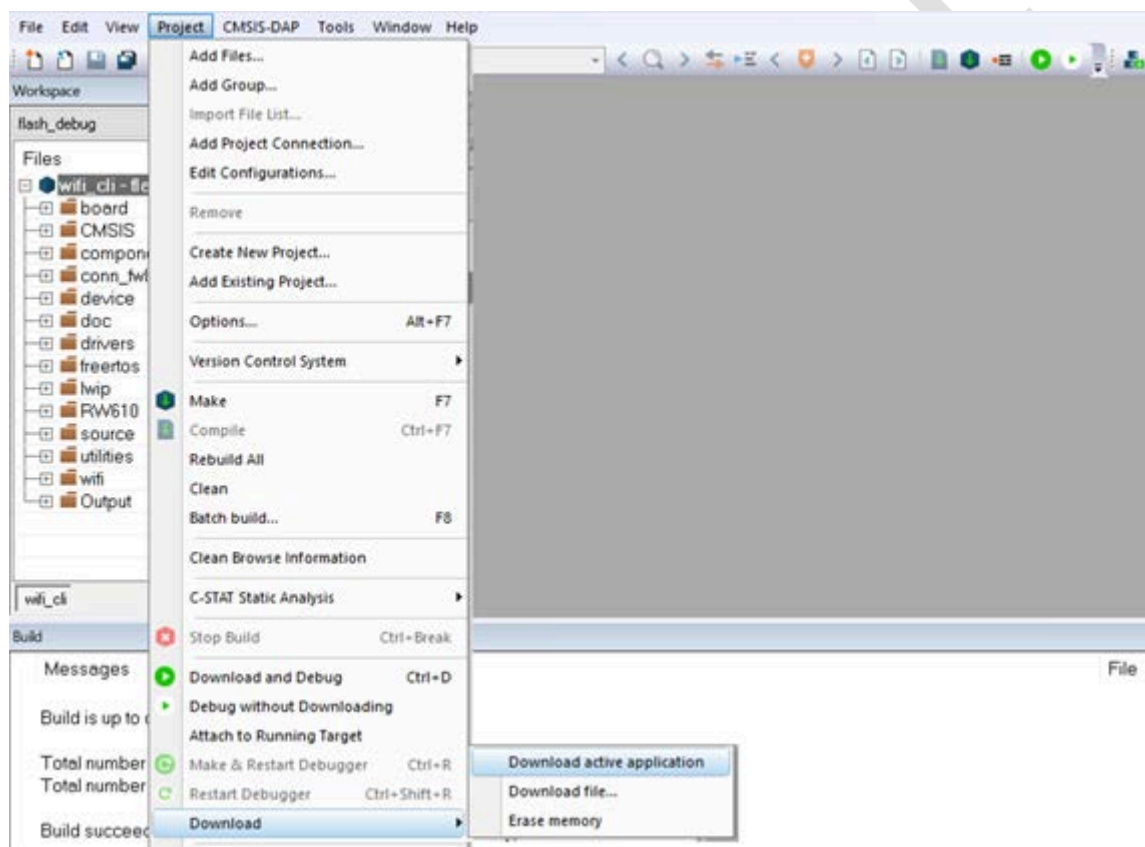 File Edit View Project CMSIS-DAP Tools Window Help
Workspace
flash_debug
Files
wifi_cli - fle
board
CMSIS
compon
conn_fwl
device
doc
drivers
freertos
lwip
RW610
source
utilities
wifi
Output
wifi_cli
Add Files...
Add Group...
Import File List...
Add Project Connection...
Edit Configurations...
Remove
Create New Project...
Add Existing Project...
Options... Alt+F7
Version Control System
Make F7
Compile Ctrl+F7
Rebuild All
Clean
Batch build... F8
Clean Browse Information
C-STAT Static Analysis
Stop Build Ctrl+Break
Download and Debug Ctrl+D
Debug without Downloading
Attach to Running Target
Make & Restart Debugger Ctrl+R
Restart Debugger Ctrl+Shift+R
Download
Download active application
Download file...
Erase memory
Build
Messages File
Build is up to
Total number
Total number
Build succeed